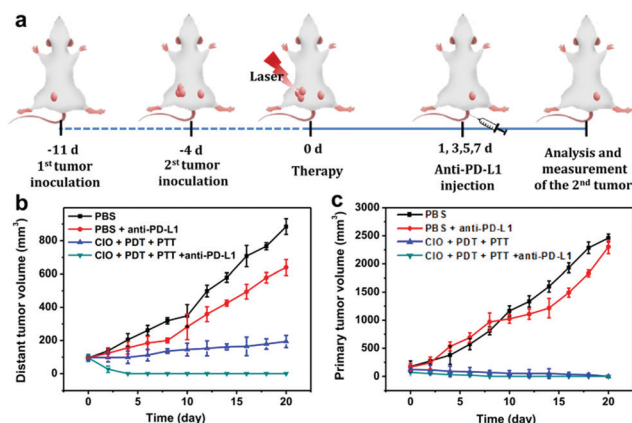 a
Laser
-11 d
1st tumor
inoculation
-4 d
2st tumor
inoculation
0 d
Therapy
1, 3,5,7 d
Anti-PD-L1
injection
Analysis and
measurement
of the 2nd tumor
b
PBS
PBS + anti-PD-L1
CIO + PDT + PTT
CIO + PDT + PTT +anti-PD-L1
Distant tumor volume (mm3)
800
600
400
200
0
0 5 10 15 20
Time (day)
c
PBS
PBS + anti-PD-L1
CIO + PDT + PTT
CIO + PDT + PTT +anti-PD-L1
Primary tumor volume (mm3)
3000
2500
2000
1500
1000
500
0
0 5 10 15 20
Time (day)